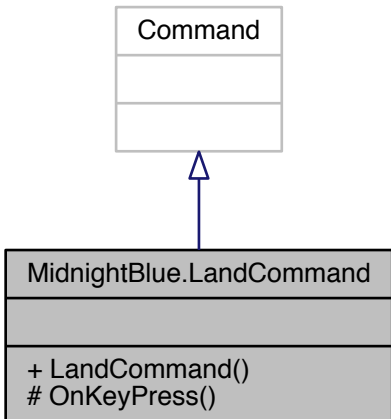 Command
MidnightBlue.LandCommand
+ LandCommand()
# OnKeyPress()